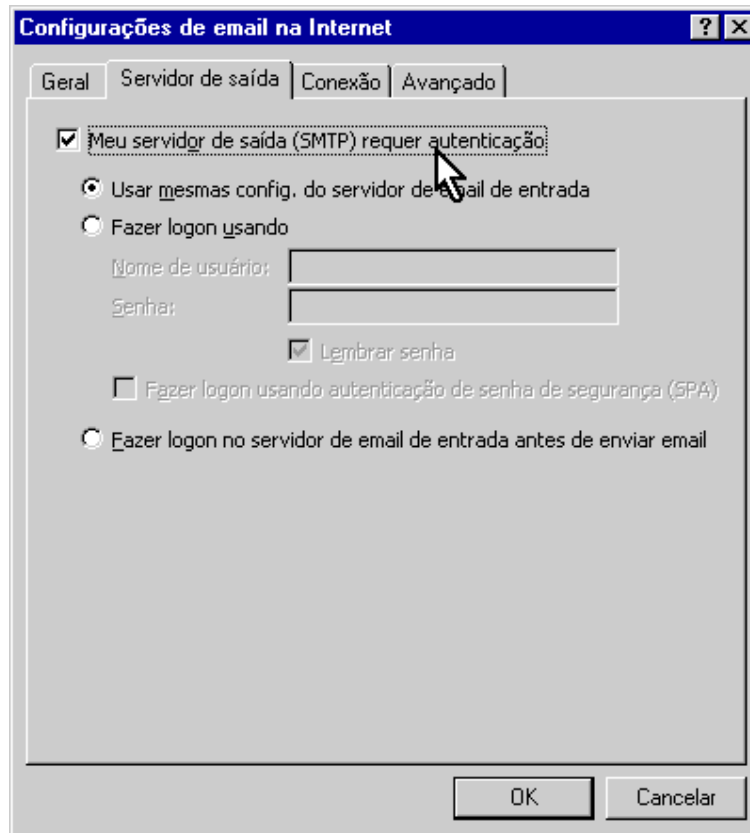 Configurações de email na Internet
Geral Servidor de saída Conexão Avançado
Meu servidor de saída (SMTP) requer autenticação
Usar mesmas config. do servidor de email de entrada
Fazer logon usando
Nome de usuário:
Senha:
Lembrar senha
Fazer logon usando autenticação de senha de segurança (SPA)
Fazer logon no servidor de email de entrada antes de enviar email
OK Cancelar